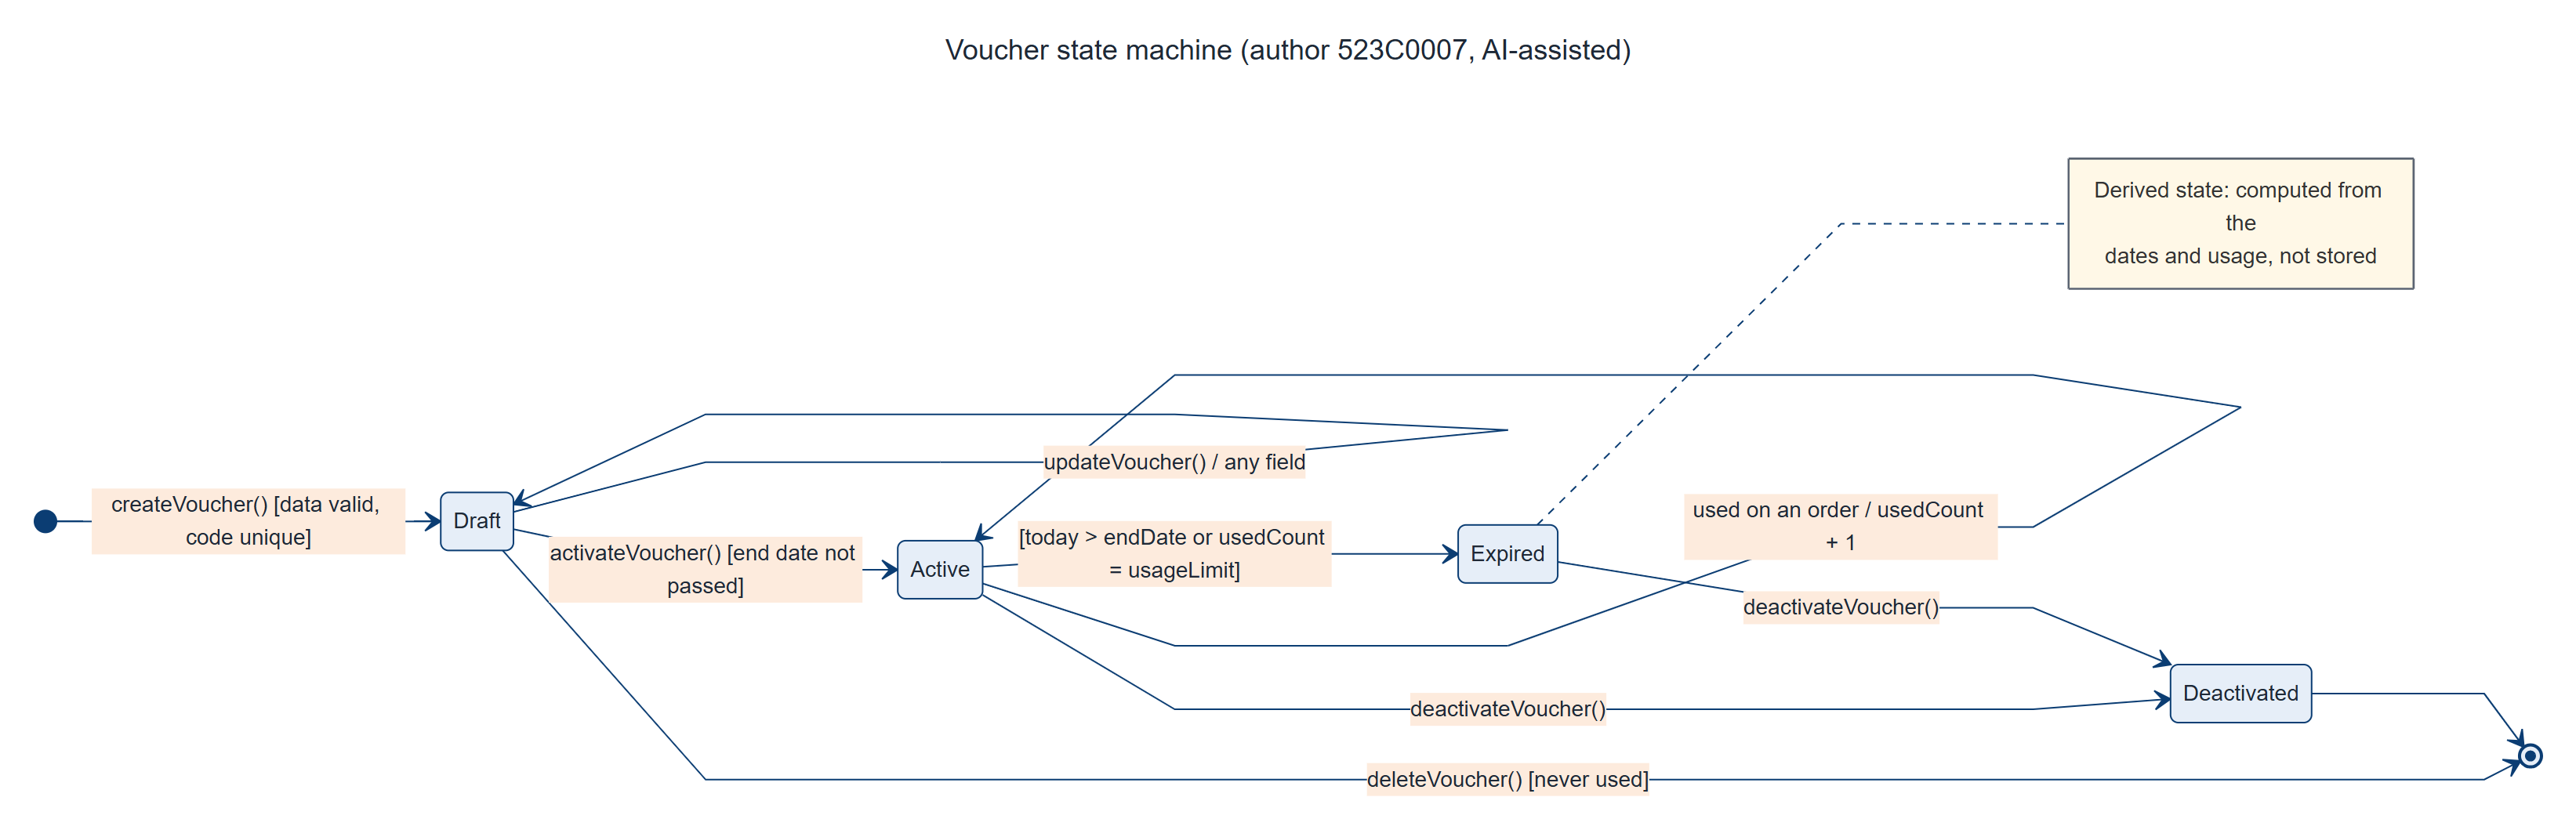 Voucher state machine (author 523C0007, AI-assisted)
Derived state: computed from
the
dates and usage, not stored
updateVoucher() / any field
createVoucher() [data valid,
code unique]
Draft
activateVoucher() [end date not
passed]
Active
[today > endDate or usedCount
= usageLimit]
Expired
used on an order / usedCount
+ 1
deactivateVoucher()
deactivateVoucher()
Deactivated
deleteVoucher() [never used]